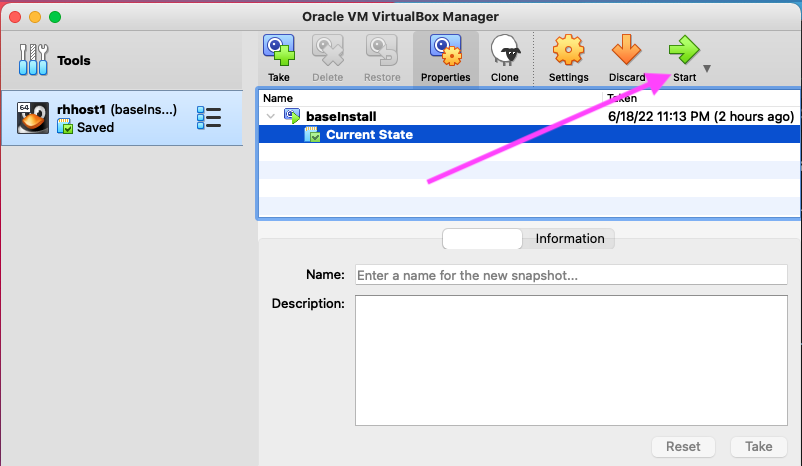 Oracle VM VirtualBox Manager
Tools
Take Delete Restore Properties Clone Settings Discard Start
64
rhhost1 (baseIns...)
Saved
Name Taken
baseInstall 6/18/22 11:13 PM (2 hours ago)
Current State
Information
Name: Enter a name for the new snapshot...
Description:
Reset Take